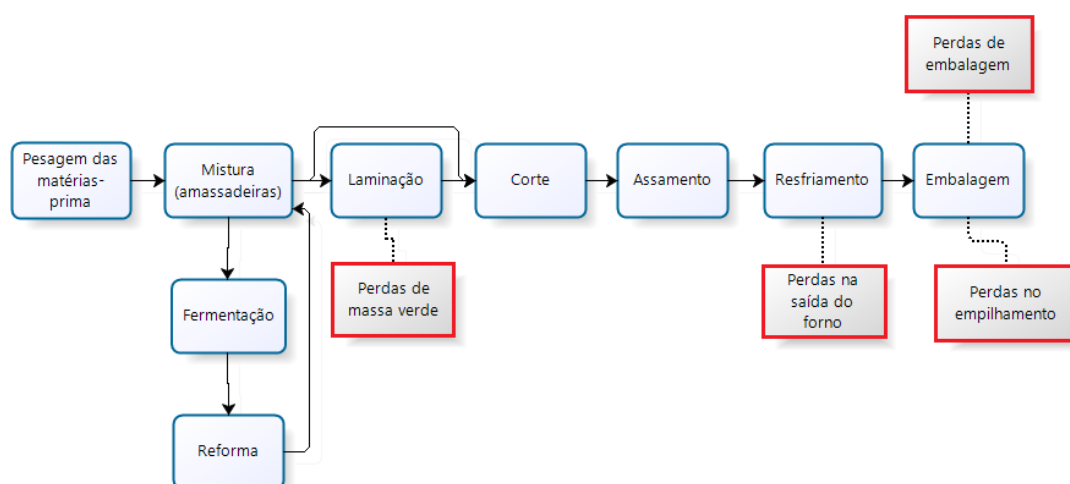 Perdas de
embalagem
Pesagem das
matérias-
prima
Mistura
(amassadeiras)
Laminação
Corte
Assamento
Resfriamento
Embalagem
Perdas de
massa verde
Perdas na
saída do
forno
Perdas no
empilhamento
Fermentação
Reforma